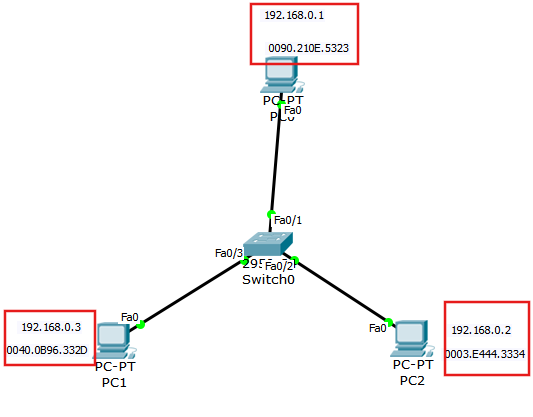 192.168.0.1
0090.210E.5323
PC-PT
Fa0
Fa0/1
Fa0/3
Fa0/2
Switch0
Fa0
192.168.0.3
0040.0B96.332D
PC-PT
PC1
Fa0
192.168.0.2
0003.E444.3334
PC-PT
PC2